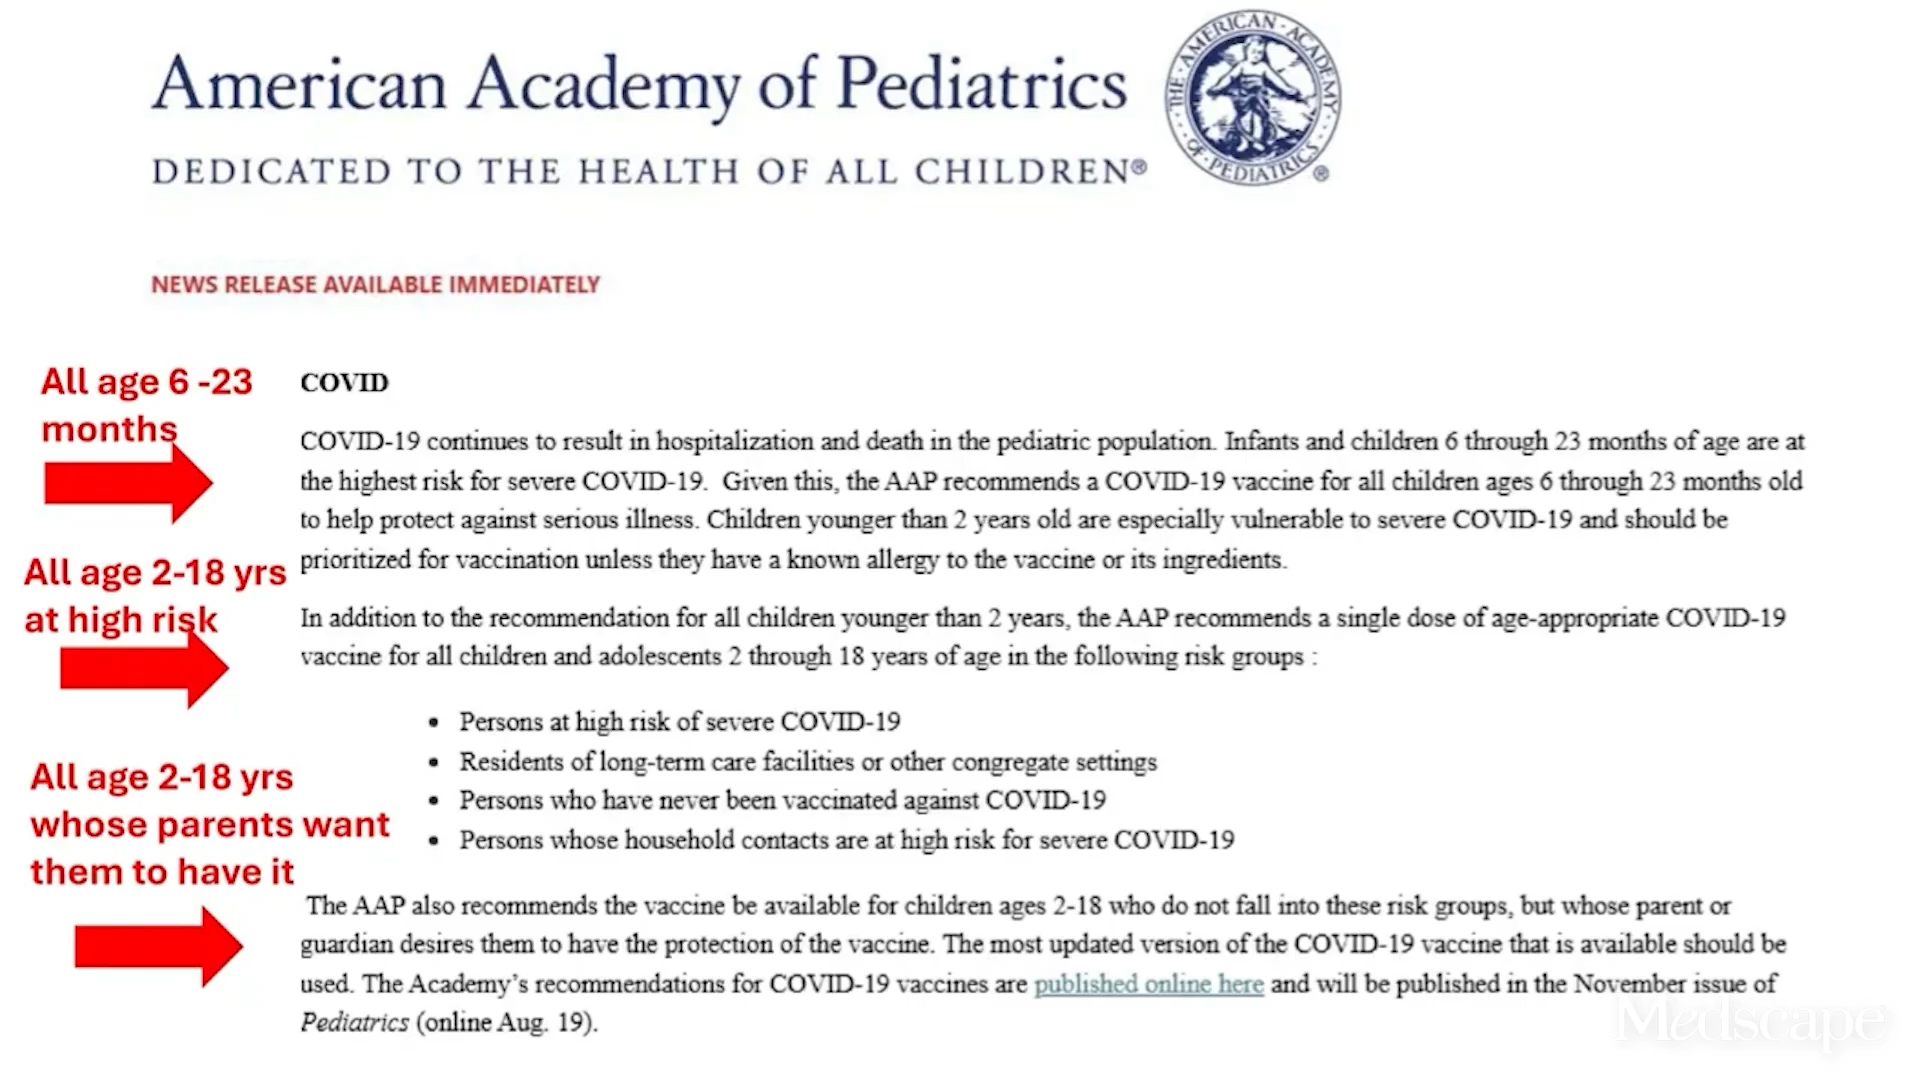 American Academy of Pediatrics
DEDICATED TO THE HEALTH OF ALL CHILDREN®
THE · AMERICAN · ACADEMY · OF · PEDIATRICS · ®
NEWS RELEASE AVAILABLE IMMEDIATELY
All age 6 -23
months
COVID
COVID-19 continues to result in hospitalization and death in the pediatric population. Infants and children 6 through 23 months of age are at
the highest risk for severe COVID-19.  Given this, the AAP recommends a COVID-19 vaccine for all children ages 6 through 23 months old
to help protect against serious illness. Children younger than 2 years old are especially vulnerable to severe COVID-19 and should be
prioritized for vaccination unless they have a known allergy to the vaccine or its ingredients.
All age 2-18 yrs
at high risk
In addition to the recommendation for all children younger than 2 years, the AAP recommends a single dose of age-appropriate COVID-19
vaccine for all children and adolescents 2 through 18 years of age in the following risk groups :
• Persons at high risk of severe COVID-19
• Residents of long-term care facilities or other congregate settings
• Persons who have never been vaccinated against COVID-19
• Persons whose household contacts are at high risk for severe COVID-19
All age 2-18 yrs
whose parents want
them to have it
The AAP also recommends the vaccine be available for children ages 2-18 who do not fall into these risk groups, but whose parent or
guardian desires them to have the protection of the vaccine. The most updated version of the COVID-19 vaccine that is available should be
used. The Academy's recommendations for COVID-19 vaccines are published online here and will be published in the November issue of
Pediatrics (online Aug. 19).
Medscape